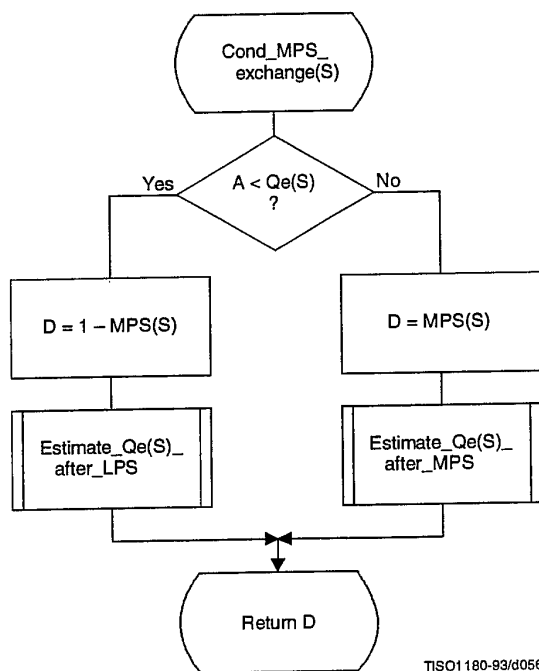 Cond_MPS_
exchange(S)
A < Qe(S)
?
Yes
No
D = 1 – MPS(S)
D = MPS(S)
Estimate_Qe(S)_
after_LPS
Estimate_Qe(S)_
after_MPS
Return D
TISO1180-93/d056